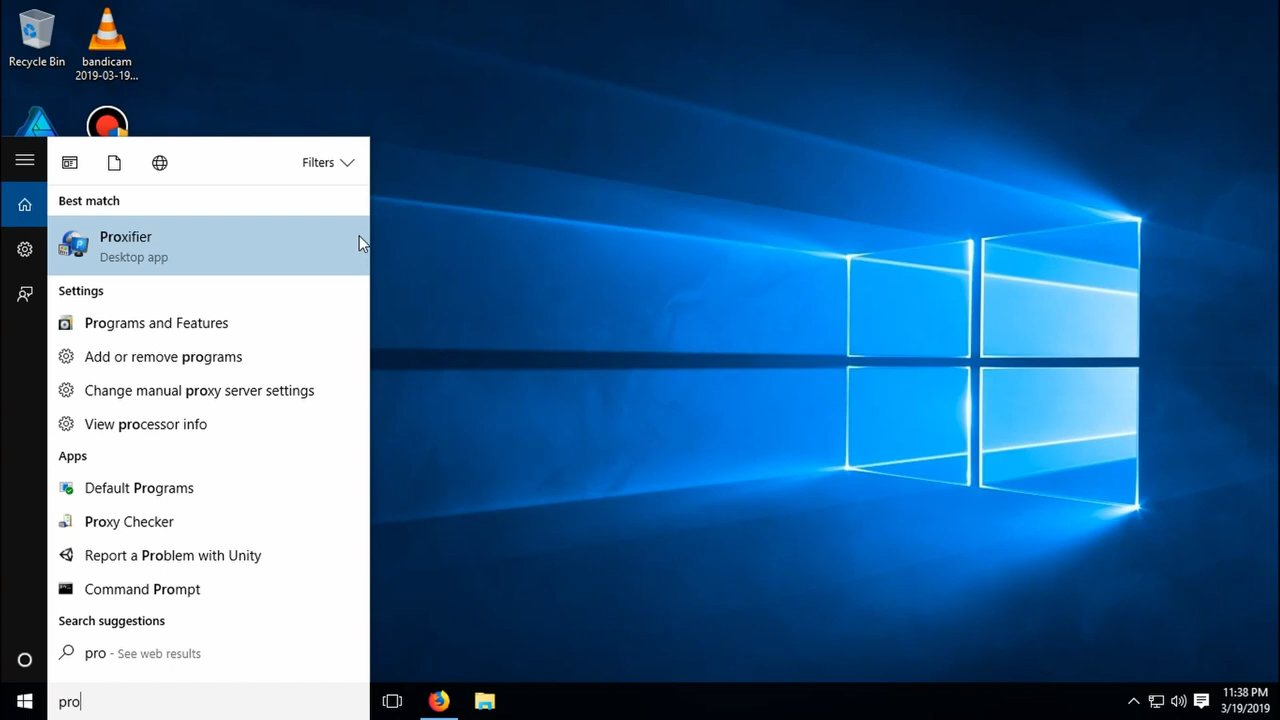 Recycle Bin
bandicam
2019-03-19...
Filters
Best match
Proxifier
Desktop app
Settings
Programs and Features
Add or remove programs
Change manual proxy server settings
View processor info
Apps
Default Programs
Proxy Checker
Report a Problem with Unity
Command Prompt
Search suggestions
pro - See web results
pro
11:38 PM
3/19/2019